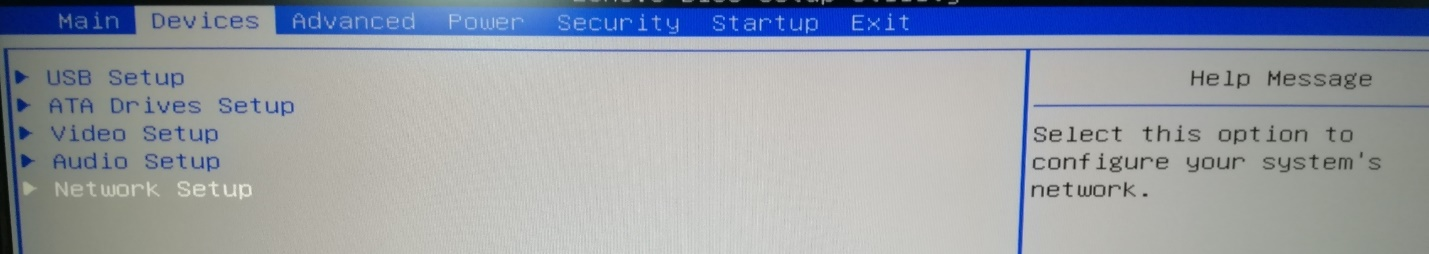 Main Devices Advanced Power Security Startup Exit
USB Setup
ATA Drives Setup
Video Setup
Audio Setup
Network Setup
Help Message
Select this option to
configure your system's
network.